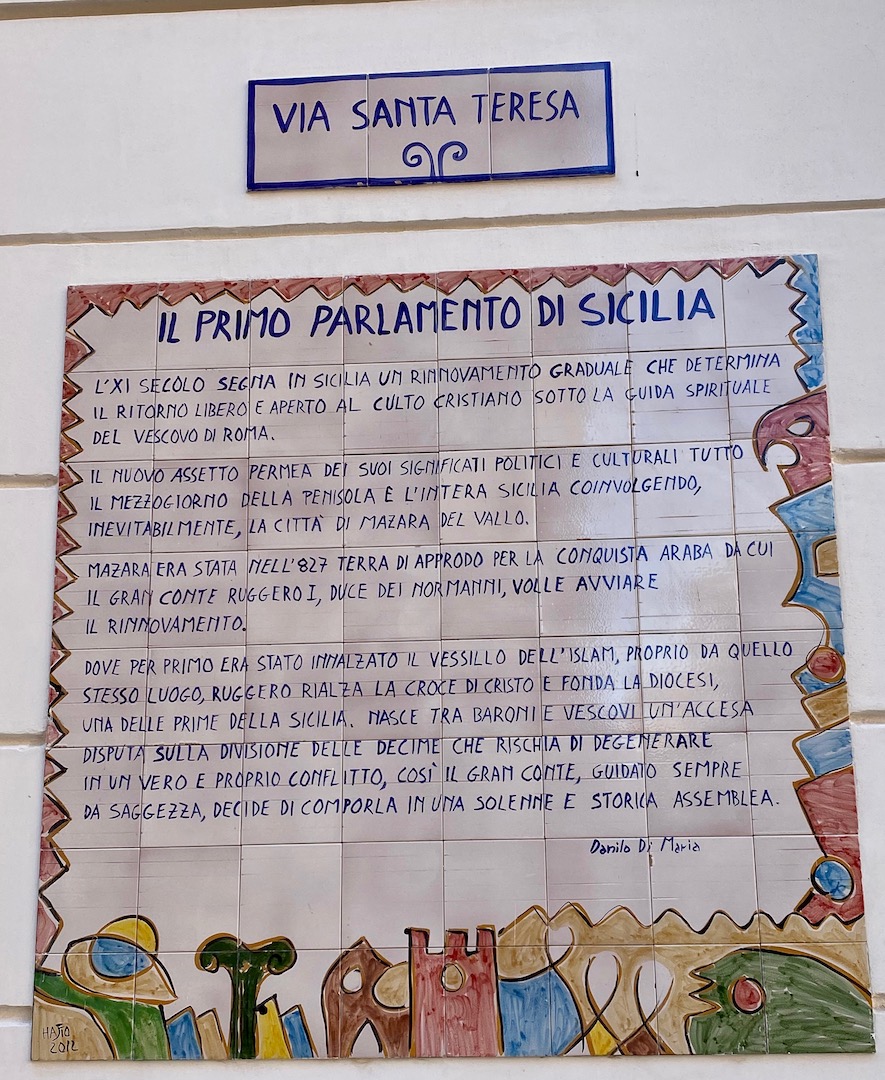 VIA SANTA TERESA
IL PRIMO PARLAMENTO DI SICILIA
L'XI SECOLO SEGNA IN SICILIA UN RINNOVAMENTO GRADUALE CHE DETERMINA
IL RITORNO LIBERO E APERTO AL CULTO CRISTIANO SOTTO LA GUIDA SPIRITUALE
DEL VESCOVO DI ROMA.
IL NUOVO ASSETTO PERMEA DEI SUOI SIGNIFICATI POLITICI E CULTURALI TUTTO
IL MEZZOGIORNO DELLA PENISOLA E L'INTERA SICILIA COINVOLGENDO,
INEVITABILMENTE, LA CITTÀ DI MAZARA DEL VALLO.
MAZARA ERA STATA NELL'827 TERRA DI APPRODO PER LA CONQUISTA ARABA DA CUI
IL GRAN CONTE RUGGERO I, DUCE DEI NORMANNI, VOLLE AVVIARE
IL RINNOVAMENTO.
DOVE PER PRIMO ERA STATO INNALZATO IL VESSILLO DELL'ISLAM, PROPRIO DA QUELLO
STESSO LUOGO, RUGGERO RIALZA LA CROCE DI CRISTO E FONDA LA DIOCESI,
UNA DELLE PRIME DELLA SICILIA. NASCE TRA BARONI E VESCOVI UN'ACCESA
DISPUTA SULLA DIVISIONE DELLE DECIME CHE RISCHIA DI DEGENERARE
IN UN VERO E PROPRIO CONFLITTO, COSÌ IL GRAN CONTE, GUIDATO SEMPRE
DA SAGGEZZA, DECIDE DI COMPORLA IN UNA SOLENNE E STORICA ASSEMBLEA.
Danilo Di Maria
2012